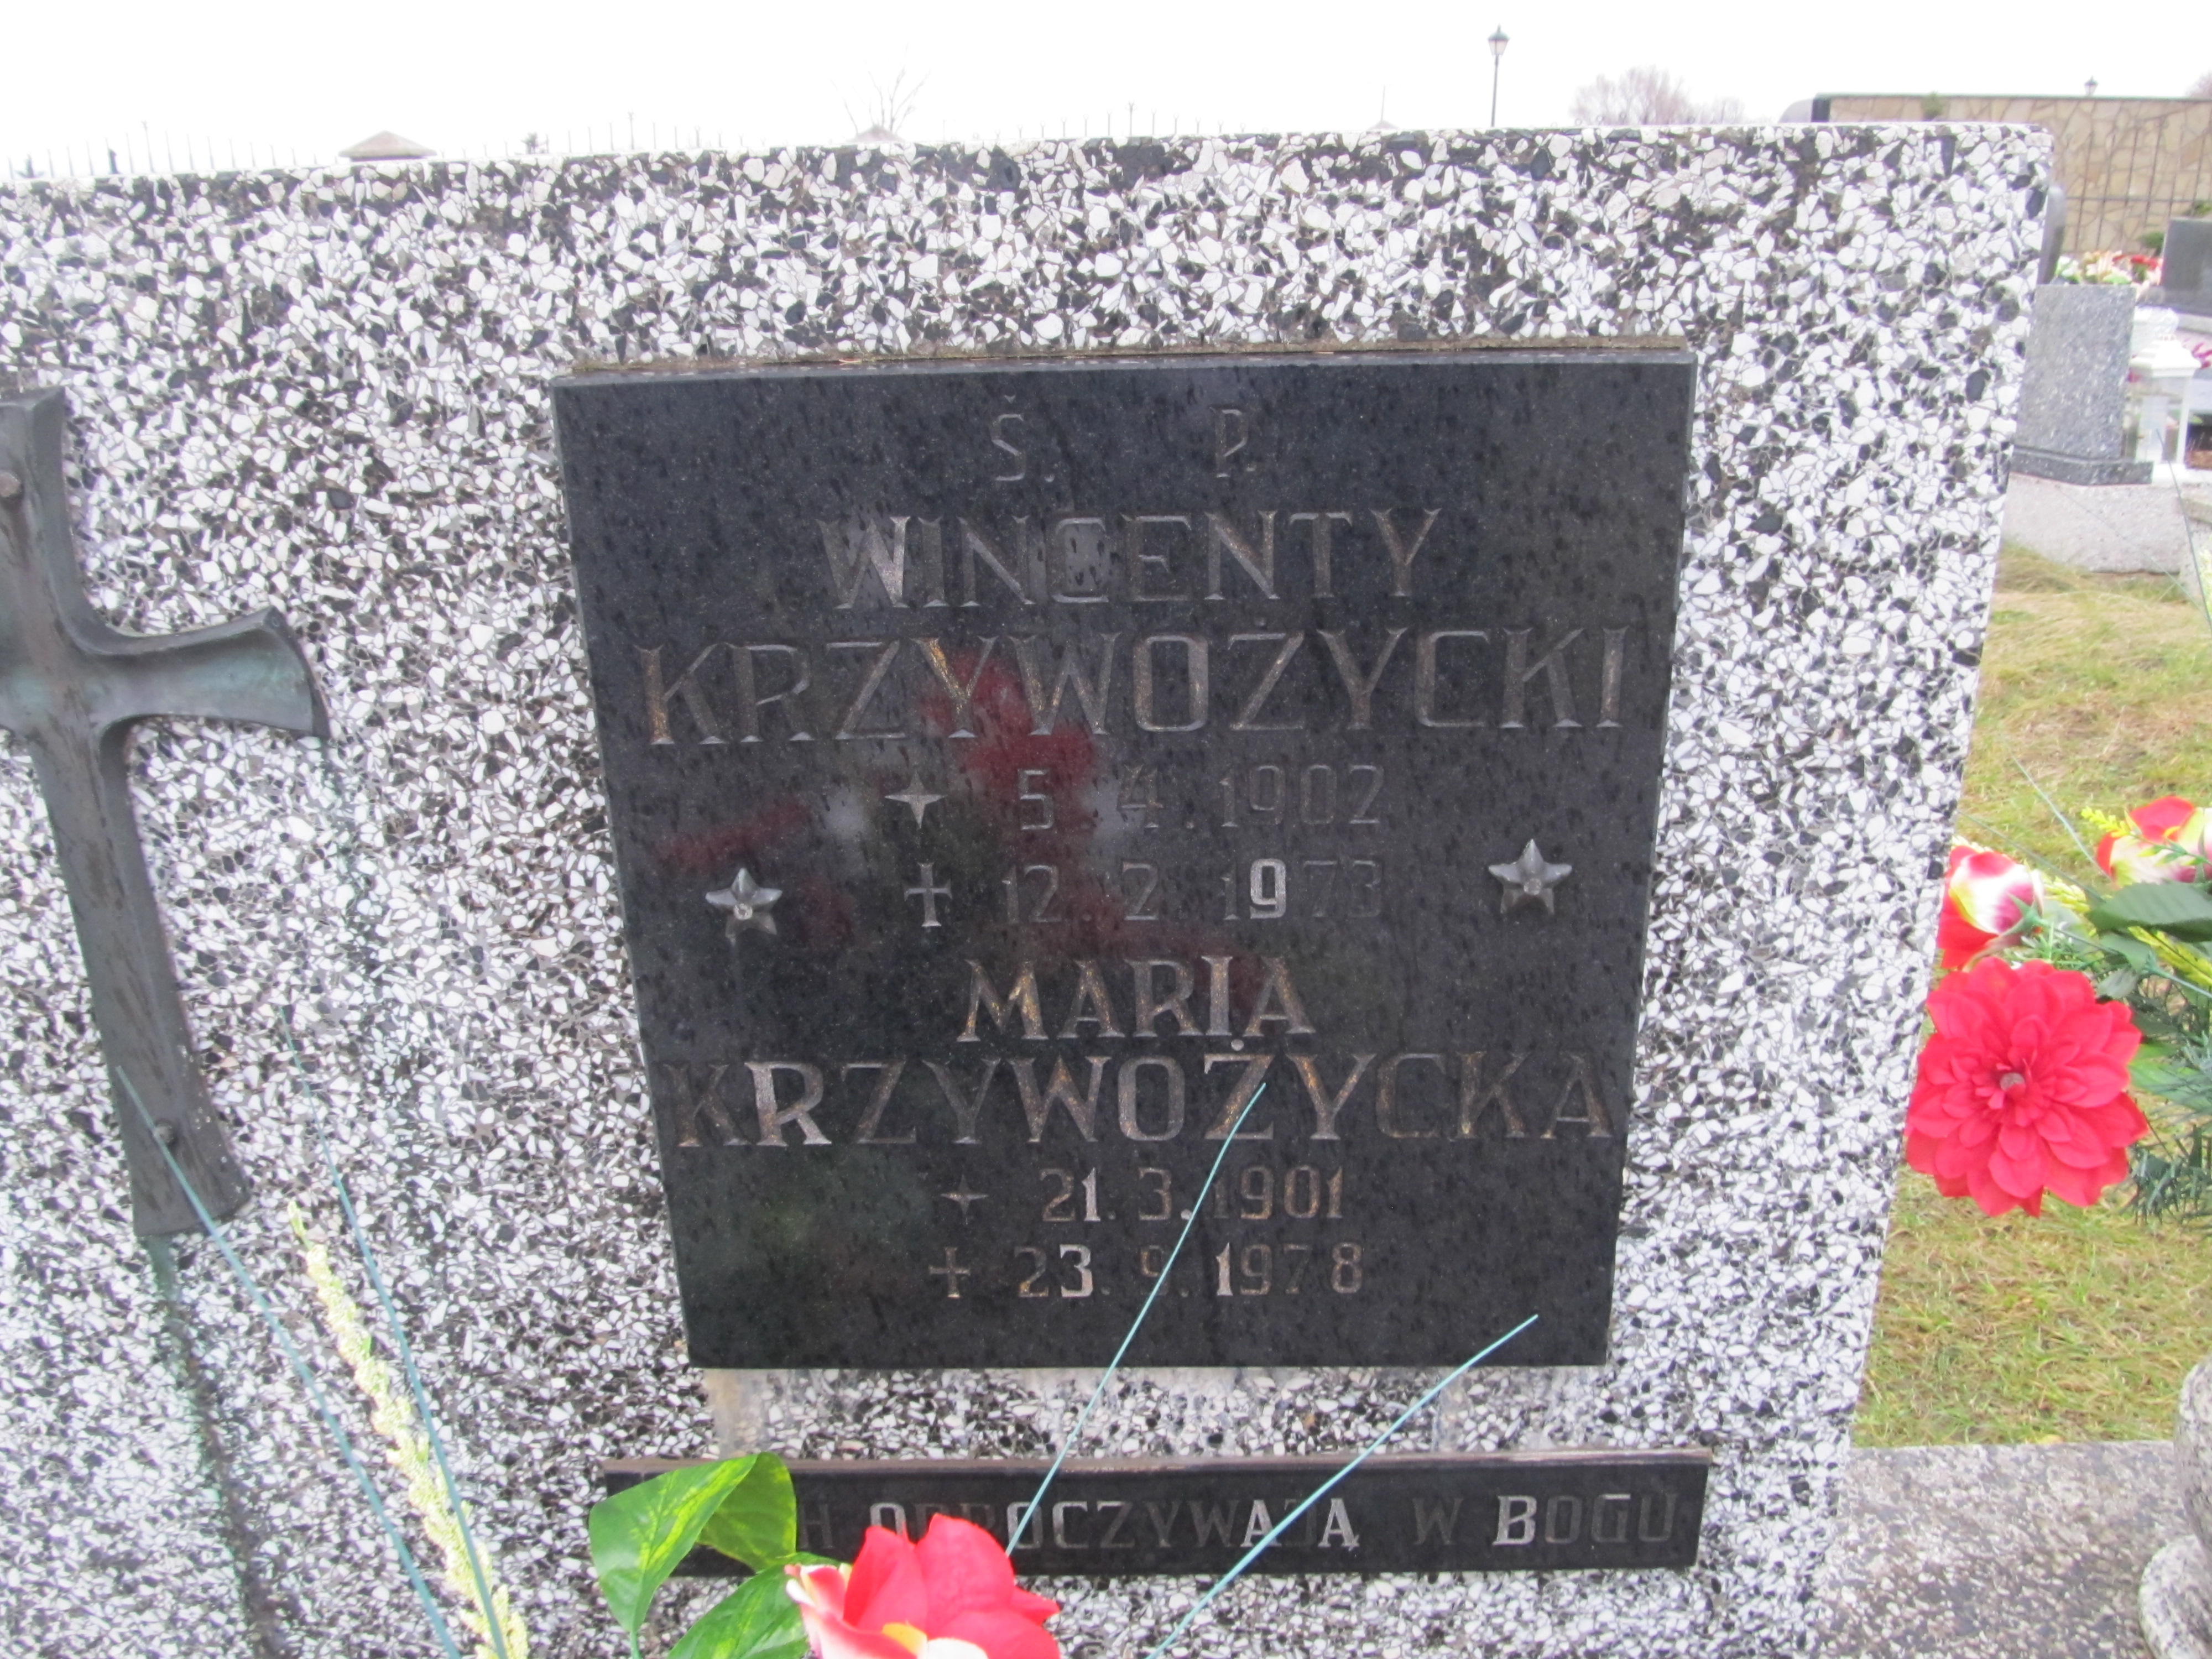 Ś. P.
WINCENTY
KRZYWOŻYCKI
5. 4. 1902
12. 2. 1973
MARIA
KRZYWOŻYCKA
21. 3. 1901
23. 9. 1978
ODPOCZYWAJĄ W BOGU